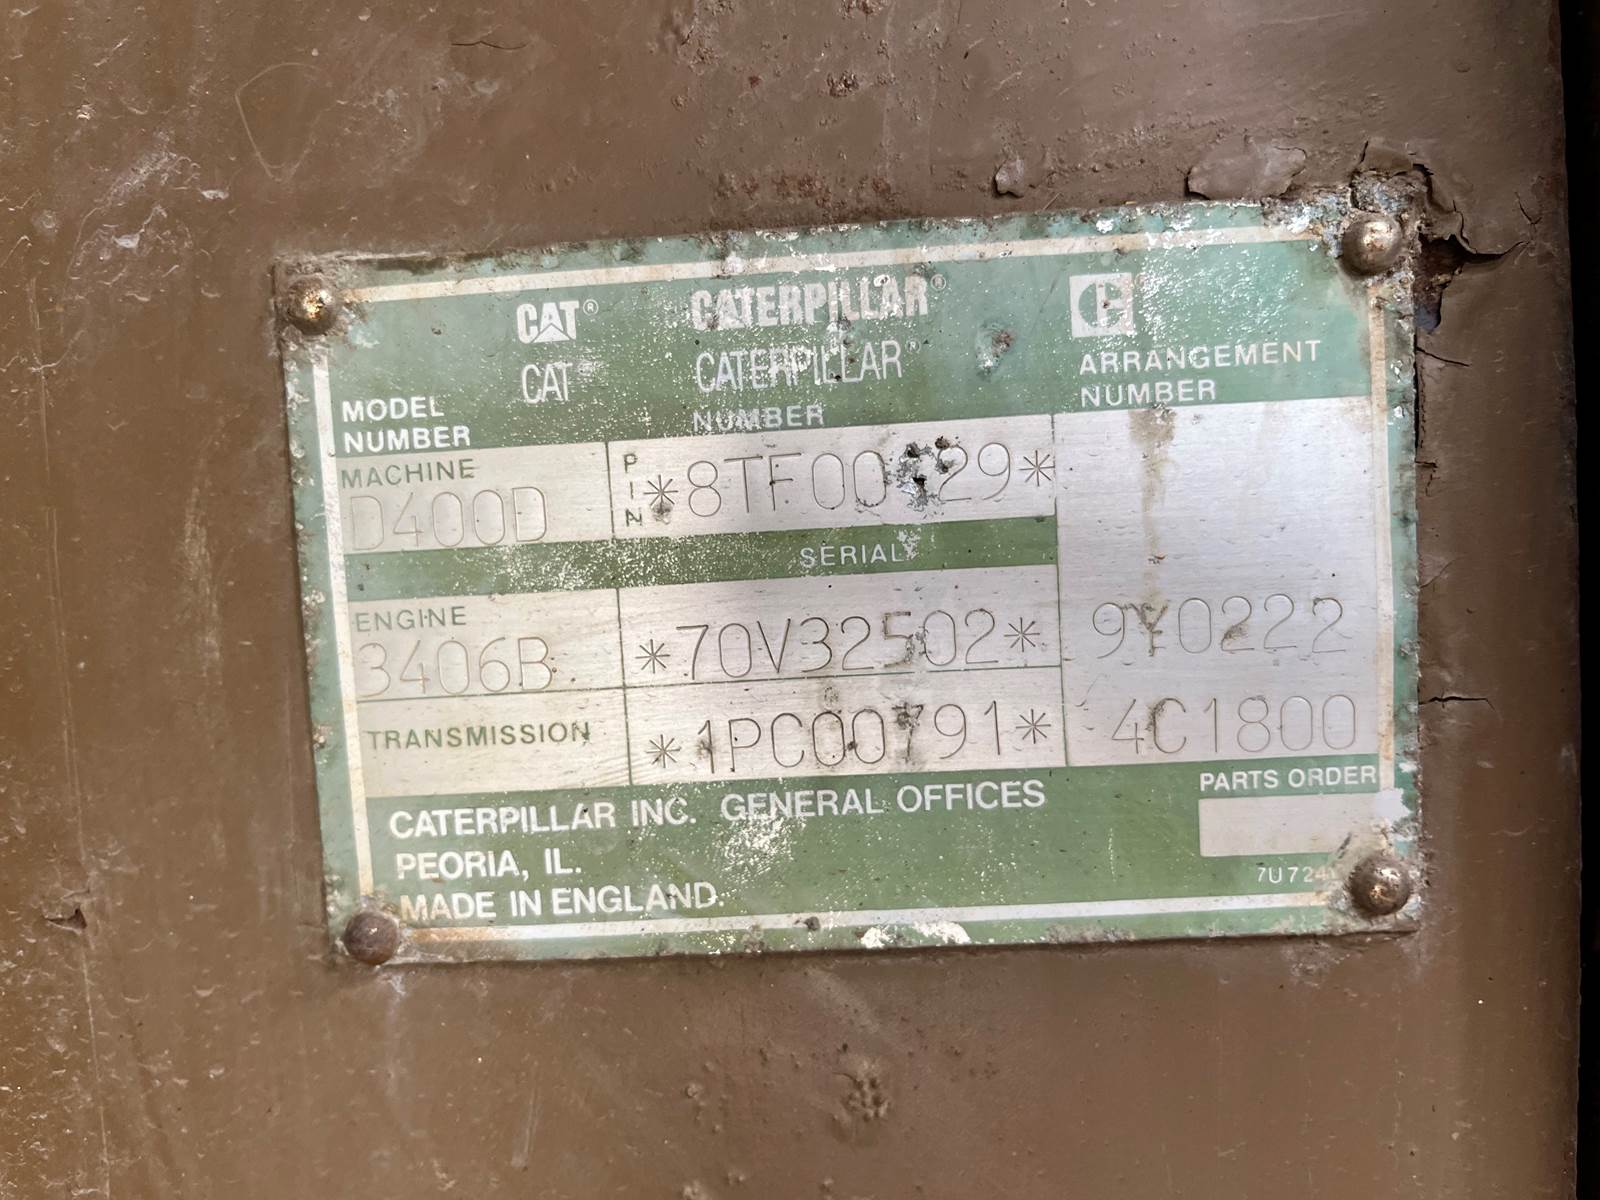 CAT® CATERPILLAR®
CAT® CATERPILLAR®
MODEL NUMBER
NUMBER
ARRANGEMENT NUMBER
MACHINE
D400D
PIN
SERIAL
ENGINE
3406B
*70V32502*
9Y0222
TRANSMISSION
*1PC00791*
4C1800
CATERPILLAR INC. GENERAL OFFICES
PEORIA, IL.
MADE IN ENGLAND.
PARTS ORDER